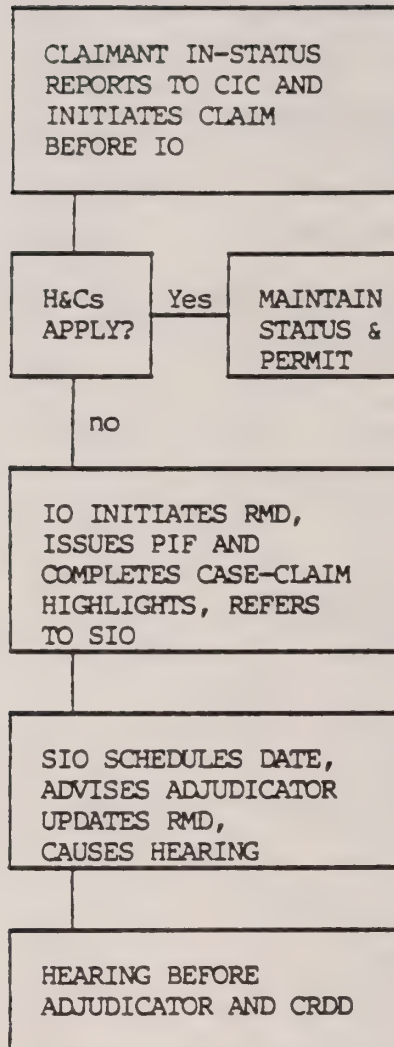 CLAIMANT IN-STATUS
REPORTS TO CIC AND
INITIATES CLAIM
BEFORE IO
H&Cs
APPLY?
Yes
MAINTAIN
STATUS &
PERMIT
no
IO INITIATES RMD,
ISSUES PIF AND
COMPLETES CASE-CLAIM
HIGHLIGHTS, REFERS
TO SIO
SIO SCHEDULES DATE,
ADVISES ADJUDICATOR
UPDATES RMD,
CAUSES HEARING
HEARING BEFORE
ADJUDICATOR AND CRDD